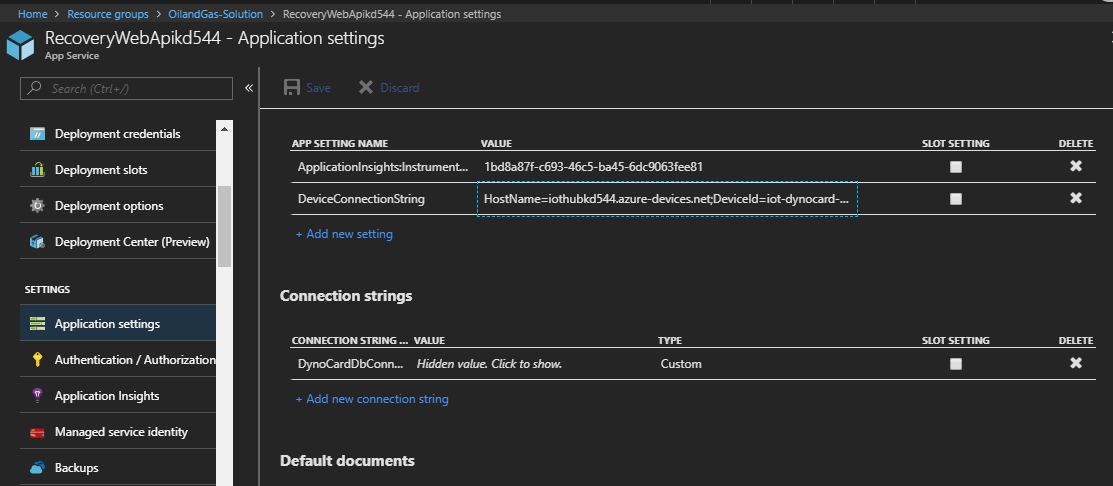 Home > Resource groups > OilandGas-Solution > RecoveryWebApikd544 - Application settings
RecoveryWebApikd544 - Application settings
App Service
Search (Ctrl+/)
«
Deployment credentials
Deployment slots
Deployment options
Deployment Center (Preview)
SETTINGS
Application settings
Authentication / Authorization
Application Insights
Managed service identity
Backups
Save
Discard
APP SETTING NAME VALUE SLOT SETTING DELETE
ApplicationInsights:Instrument... 1bd8a87f-c693-46c5-ba45-6dc9063fee81
DeviceConnectionString HostName=iothubkd544.azure-devices.net;DeviceId=iot-dynocard-...
+ Add new setting
Connection strings
CONNECTION STRING ... VALUE TYPE SLOT SETTING DELETE
DynoCardDbConn... Hidden value. Click to show. Custom
+ Add new connection string
Default documents